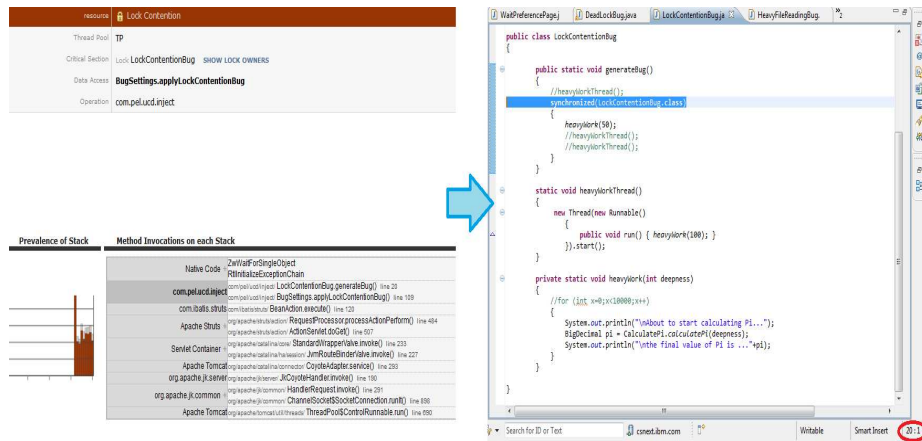 resource Lock Contention
Thread Pool TP
Critical Section Lock LockContentionBug SHOW LOCK OWNERS
Data Access BugSettings.applyLockContentionBug
Operation com.pel.ucd.inject
Prevalence of Stack Method Invocations on each Stack
Native Code ZwWaitForSingleObject
RtlInitializeExceptionChain
com.pel.ucd.inject com/pel/ucd/inject/ LockContentionBug.generateBug() line 20
com/pel/ucd/inject/ BugSettings.applyLockContentionBug() line 109
com.ibatis.struts com/ibatis/struts/ BeanAction.execute() line 120
Apache Struts org/apache/struts/action/ RequestProcessor.processActionPerform() line 484
org/apache/struts/action/ ActionServlet.doGet() line 507
Servlet Container org/apache/catalina/core/ StandardWrapperValve.invoke() line 233
org/apache/catalina/ha/session/ JvmRouteBinderValve.invoke() line 227
Apache Tomcat org/apache/catalina/connector/ CoyoteAdapter.service() line 293
org.apache.jk.server org/apache/jk/server/ JkCoyoteHandler.invoke() line 190
org.apache.jk.common org/apache/jk/common/ HandlerRequest.invoke() line 291
org/apache/jk/common/ ChannelSocket$SocketConnection.runIt() line 898
Apache Tomcat org/apache/tomcat/util/threads/ ThreadPool$ControlRunnable.run() line 690
WaitPreferencePage.j DeadLockBug.java LockContentionBug.ja HeavyFileReadingBug. »2
public class LockContentionBug
{
public static void generateBug()
{
//heavyWorkThread();
synchronized(LockContentionBug.class)
{
heavyWork(50);
//heavyWorkThread();
//heavyWorkThread();
}
}
static void heavyWorkThread()
{
new Thread(new Runnable()
{
public void run() { heavyWork(100); }
}).start();
}
private static void heavyWork(int deepness)
{
//for (int x=0;x<10000;x++)
{
System.out.println("\nAbout to start calculating Pi...");
BigDecimal pi = CalculatePi.calculatePi(deepness);
System.out.println("\nthe final value of Pi is ..."+pi);
}
}
}
Search for ID or Text csnext.ibm.com Writable Smart Insert 20 : 1